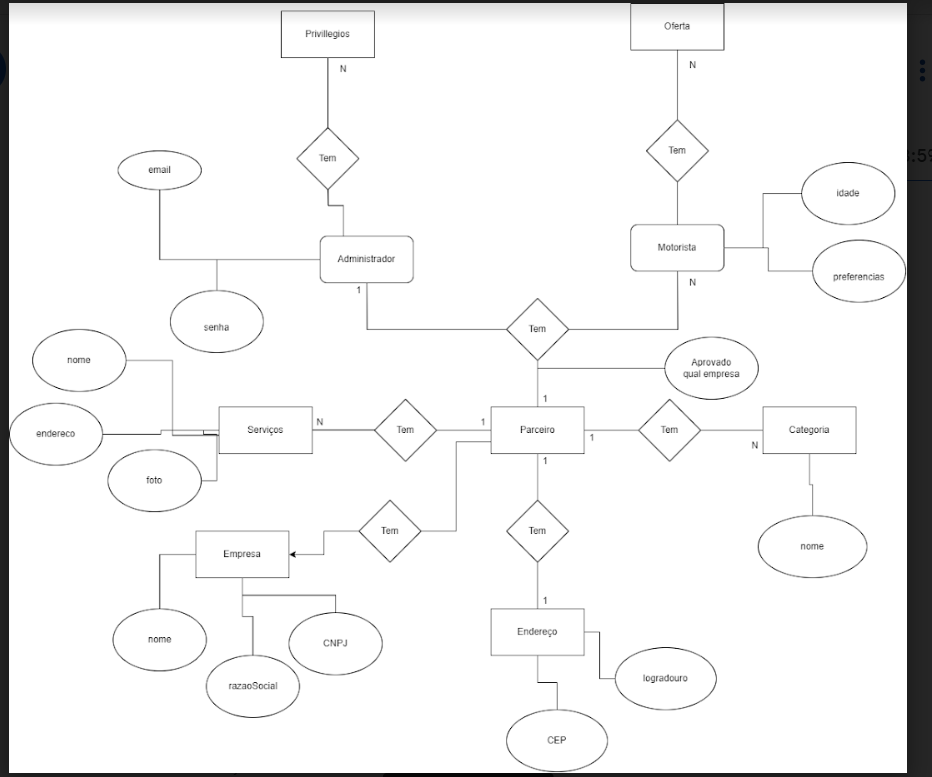 Privillegios
Oferta
N
N
Tem
Tem
email
idade
Administrador
Motorista
preferencias
1
N
senha
Tem
nome
Aprovado
qual empresa
1
endereco
Serviços
N
Tem
1
Parceiro
1
Tem
N
Categoria
1
foto
Tem
Tem
Empresa
nome
1
nome
CNPJ
Endereço
razaoSocial
logradouro
CEP